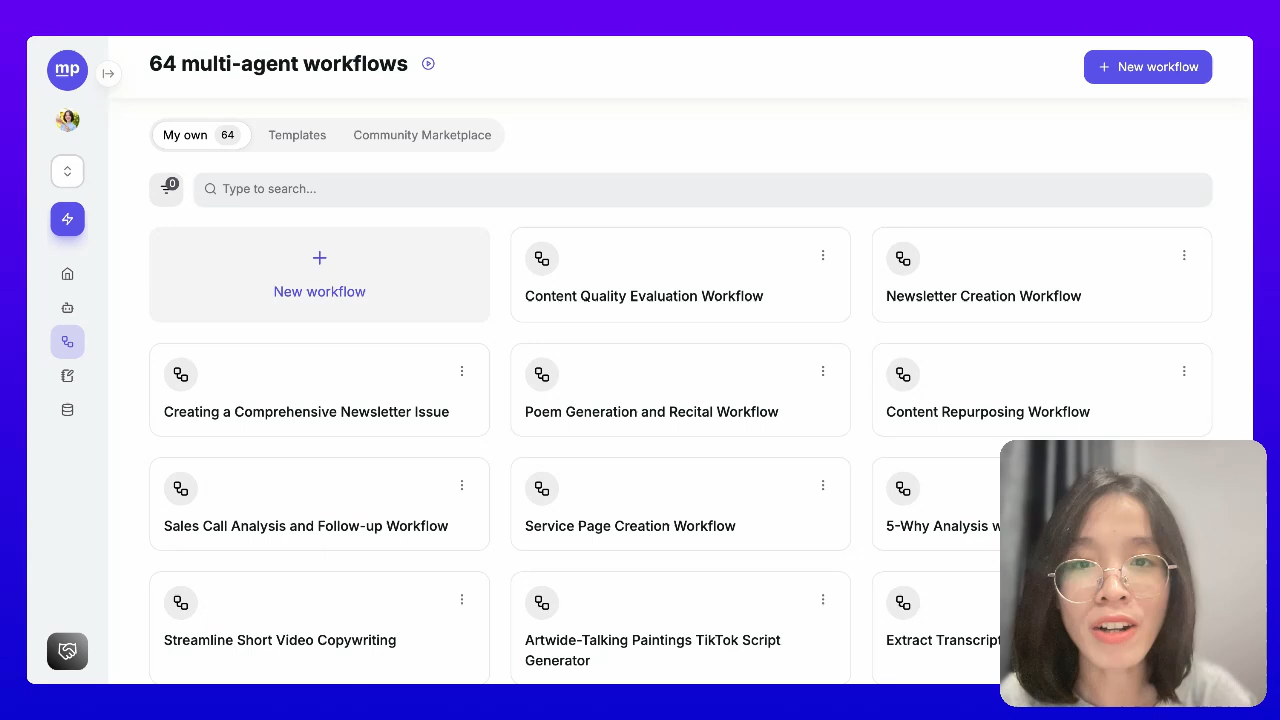 mp
64 multi-agent workflows
+ New workflow
My own 64
Templates
Community Marketplace
0
Type to search...
+
New workflow
Content Quality Evaluation Workflow
Newsletter Creation Workflow
Creating a Comprehensive Newsletter Issue
Poem Generation and Recital Workflow
Content Repurposing Workflow
Sales Call Analysis and Follow-up Workflow
Service Page Creation Workflow
5-Why Analysis w
Streamline Short Video Copywriting
Artwide-Talking Paintings TikTok Script
Generator
Extract Transcript